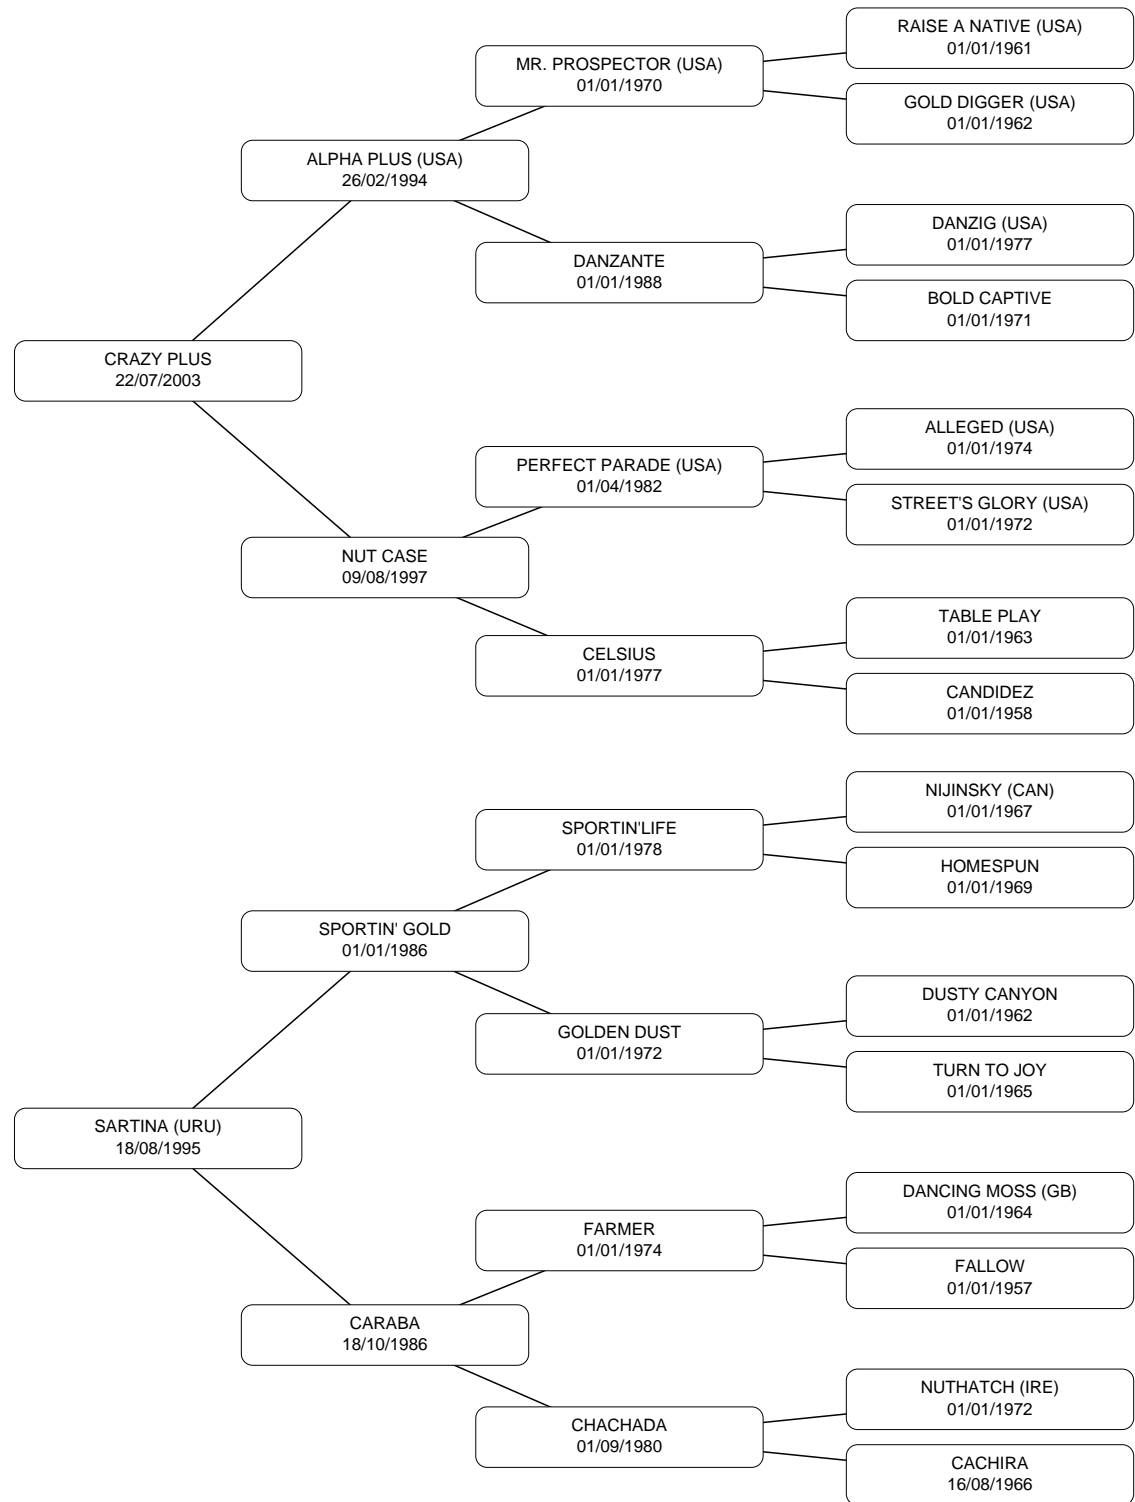 RAISE A NATIVE (USA)
01/01/1961
MR. PROSPECTOR (USA)
01/01/1970
GOLD DIGGER (USA)
01/01/1962
ALPHA PLUS (USA)
26/02/1994
DANZIG (USA)
01/01/1977
DANZANTE
01/01/1988
BOLD CAPTIVE
01/01/1971
CRAZY PLUS
22/07/2003
ALLEGED (USA)
01/01/1974
PERFECT PARADE (USA)
01/04/1982
STREET'S GLORY (USA)
01/01/1972
NUT CASE
09/08/1997
TABLE PLAY
01/01/1963
CELSIUS
01/01/1977
CANDIDEZ
01/01/1958
NIJINSKY (CAN)
01/01/1967
SPORTIN'LIFE
01/01/1978
HOMESPUN
01/01/1969
SPORTIN' GOLD
01/01/1986
DUSTY CANYON
01/01/1962
GOLDEN DUST
01/01/1972
TURN TO JOY
01/01/1965
SARTINA (URU)
18/08/1995
DANCING MOSS (GB)
01/01/1964
FARMER
01/01/1974
FALLOW
01/01/1957
CARABA
18/10/1986
NUTHATCH (IRE)
01/01/1972
CHACHADA
01/09/1980
CACHIRA
16/08/1966